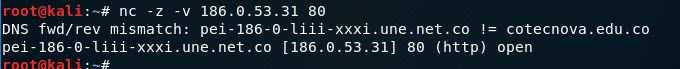 root@kali:~# nc -z -v 186.0.53.31 80
DNS fwd/rev mismatch: pei-186-0-liii-xxxi.une.net.co != cotecnova.edu.co
pei-186-0-liii-xxxi.une.net.co [186.0.53.31] 80 (http) open
root@kali:~#